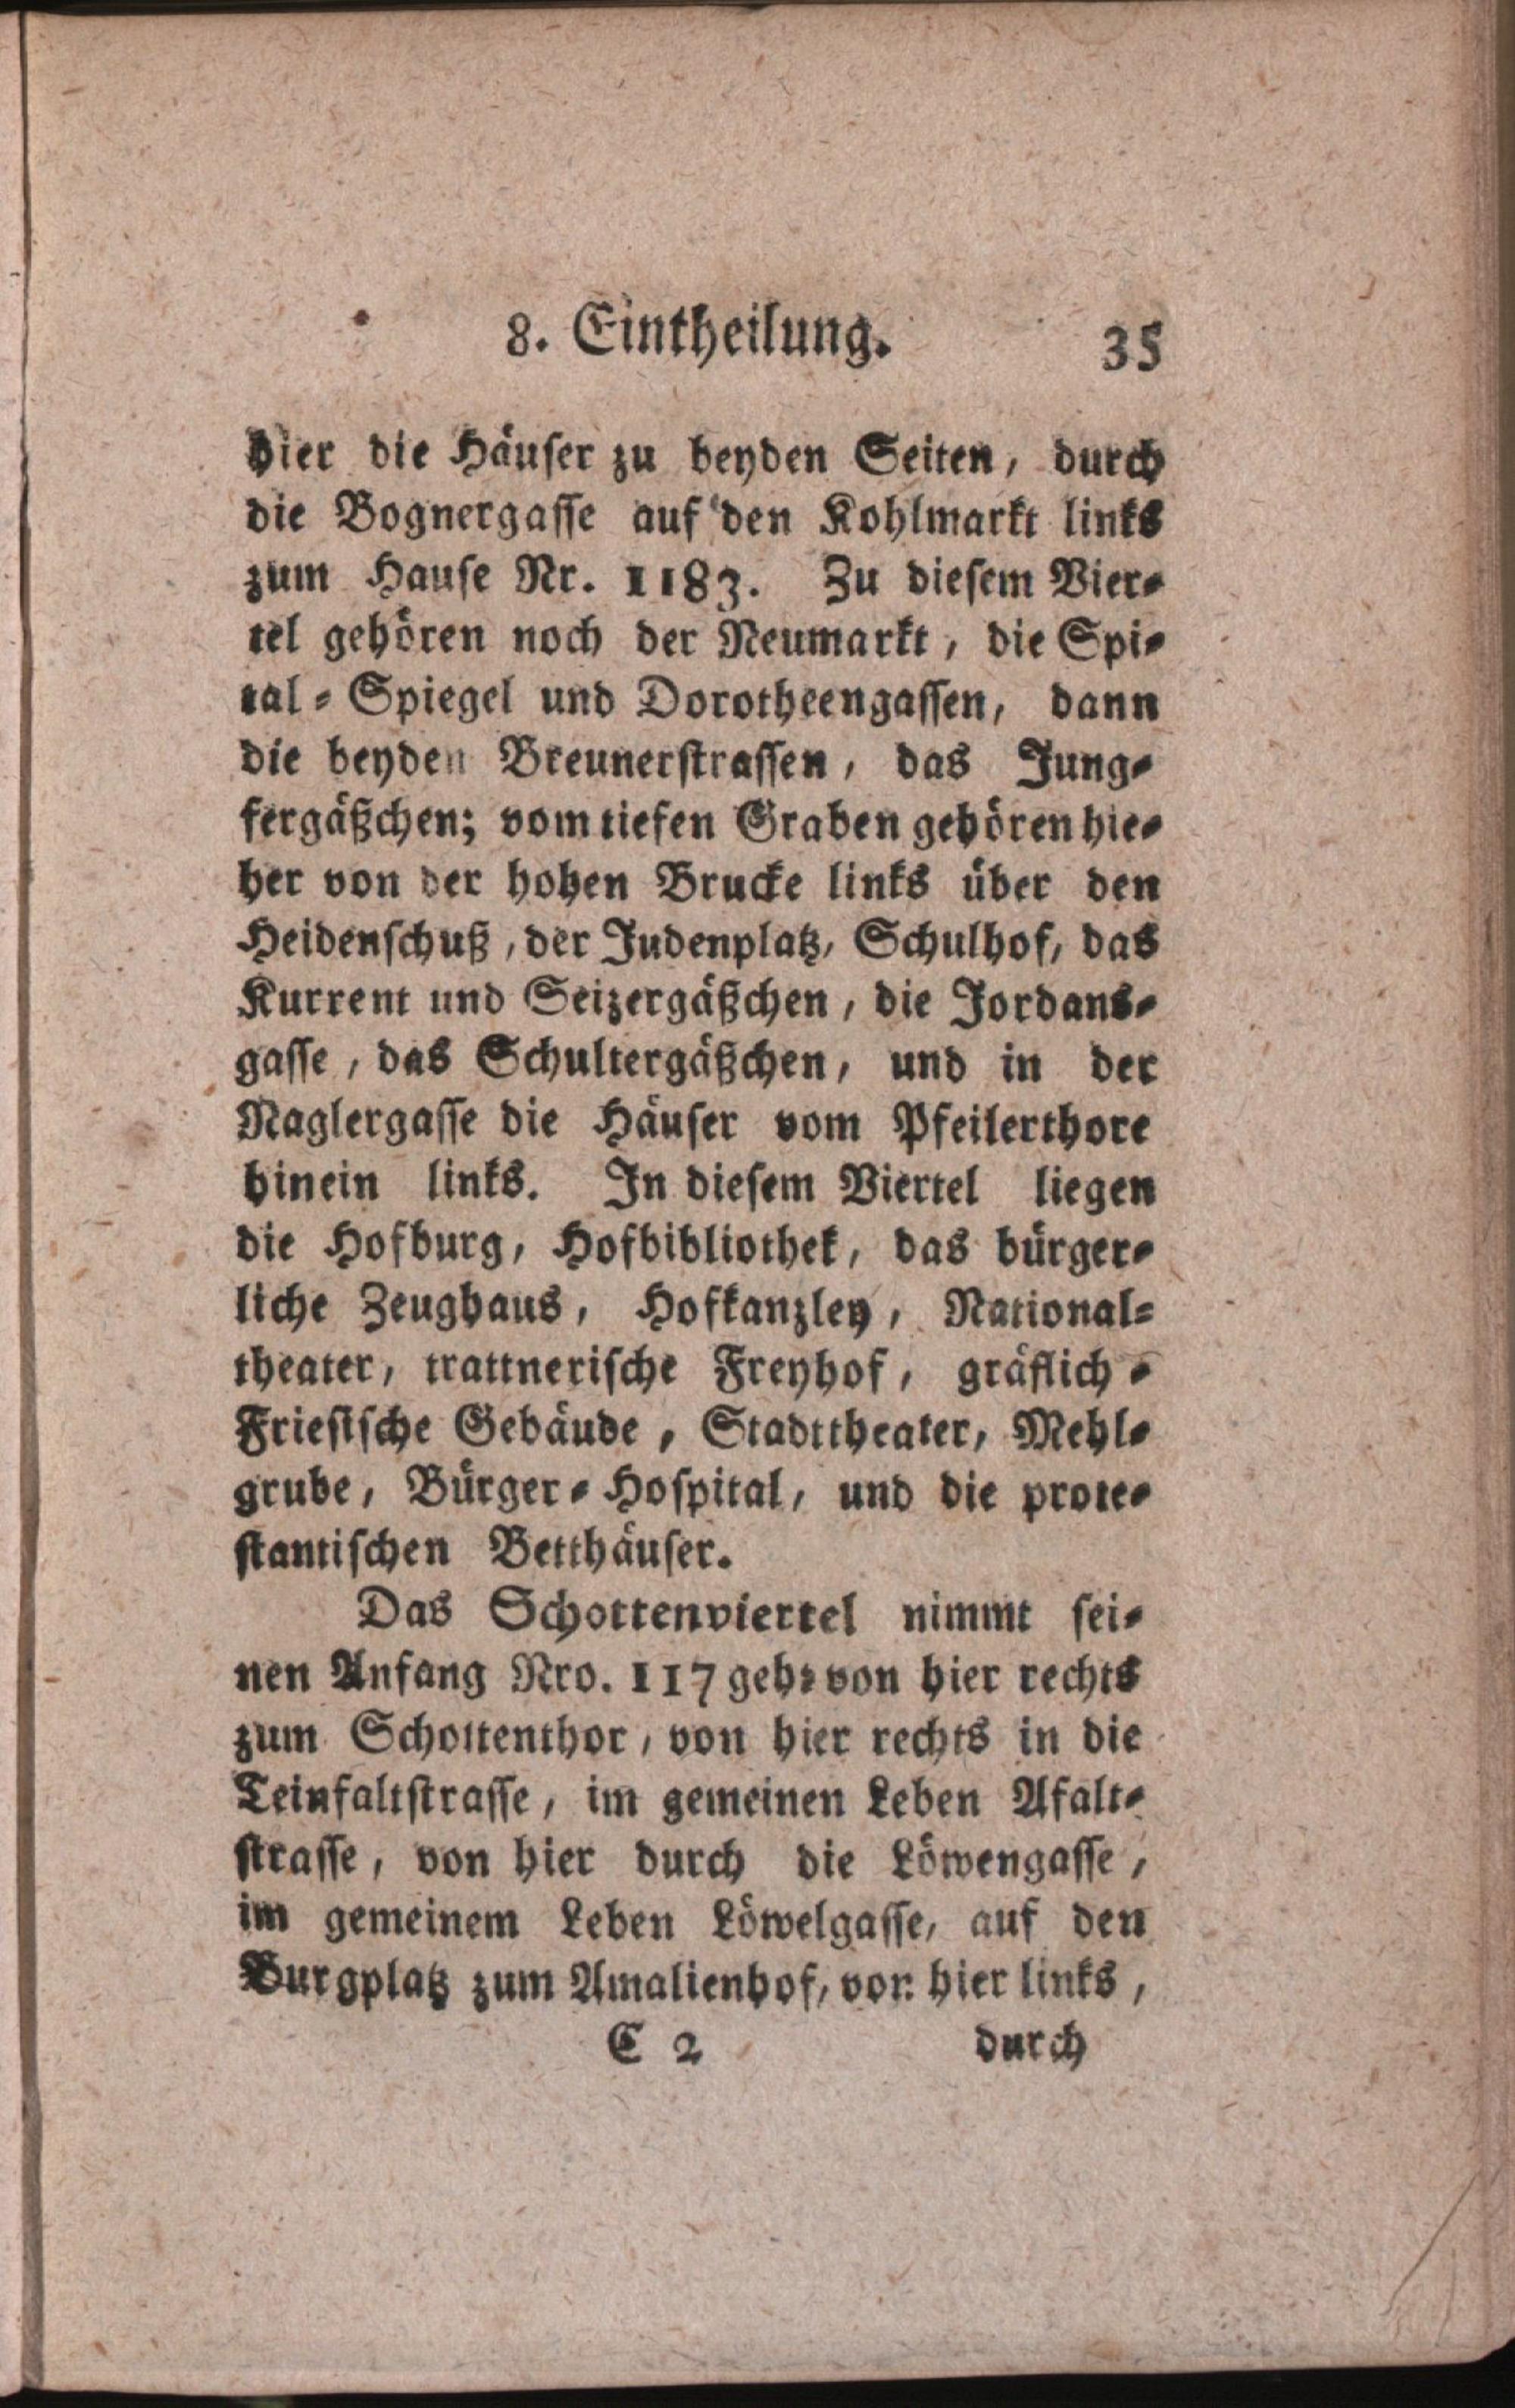 8. Eintheilung. 35
hier die Häuser zu beyden Seiten, durch
die Bognergasse auf den Kohlmarkt links
zum Hause Nr. 1183. Zu diesem Vier-
tel gehören noch der Neumarkt, die Spi-
tal- Spiegel und Dorotheengassen, dann
die beyden Breunerstrassen, das Jung-
fergäßchen; vom tiefen Graben gehören hie-
her von der hohen Brucke links über den
Heidenschuß, der Judenplatz, Schulhof, das
Kurrent und Seizergäßchen, die Jordans-
gasse, das Schultergäßchen, und in der
Naglergasse die Häuser vom Pfeilerthore
hinein links. In diesem Viertel liegen
die Hofburg, Hofbibliothek, das bürger-
liche Zeughaus, Hofkanzley, National-
theater, trattnerische Freyhof, gräflich-
Friesische Gebäude, Stadttheater, Mehl-
grube, Bürger-Hospital, und die prote-
stantischen Betthäuser.
Das Schottenviertel nimmt sei-
nen Anfang Nro. 117 geht von hier rechts
zum Schottenthor, von hier rechts in die
Teinfaltstrasse, im gemeinen Leben Afalt-
strasse, von hier durch die Löwengasse,
im gemeinem Leben Löwelgasse, auf den
Burgplatz zum Amalienhof, von hier links,
C 2 durch